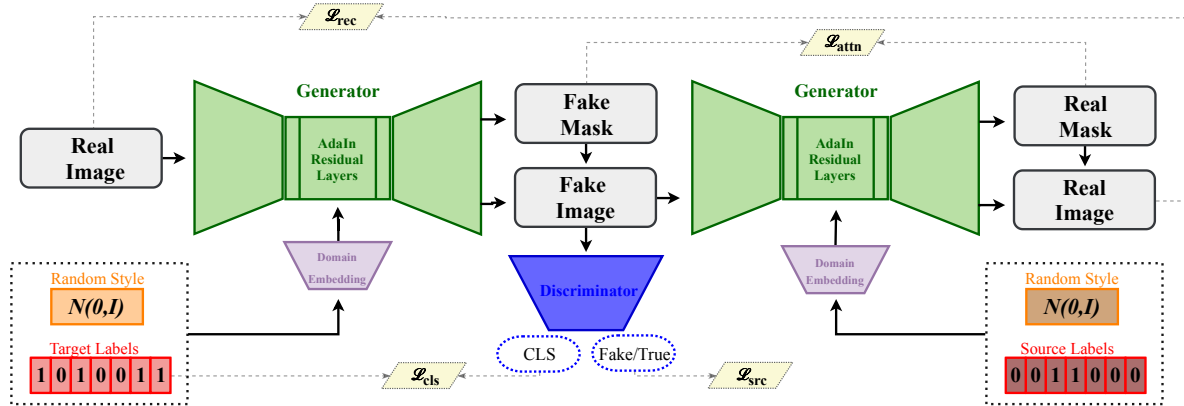 ℒrec
ℒattn
Generator
Generator
Real
Image
AdaIn
Residual
Layers
Fake
Mask
Fake
Image
AdaIn
Residual
Layers
Real
Mask
Real
Image
Domain
Embedding
Domain
Embedding
Random Style
N(0,I)
Target Labels
1 0 1 0 0 1 1
Discriminator
CLS
Fake/True
ℒcls
ℒsrc
Random Style
N(0,I)
Source Labels
0 0 1 1 0 0 0